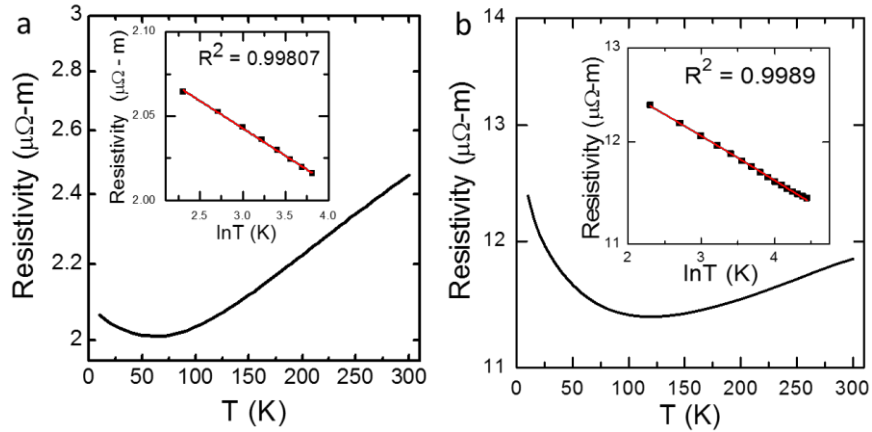 a
3
2.8
2.6
2.4
2.2
2
Resistivity (μΩ-m)
0 50 100 150 200 250 300
T (K)
2.10
2.05
2.00
Resistivity (μΩ - m)
R² = 0.99807
2.5 3.0 3.5 4.0
lnT (K)
b
14
13
12
11
Resistivity (μΩ-m)
0 50 100 150 200 250 300
T (K)
13
12
11
Resistivity (μΩ-m)
R² = 0.9989
2 3 4
lnT (K)